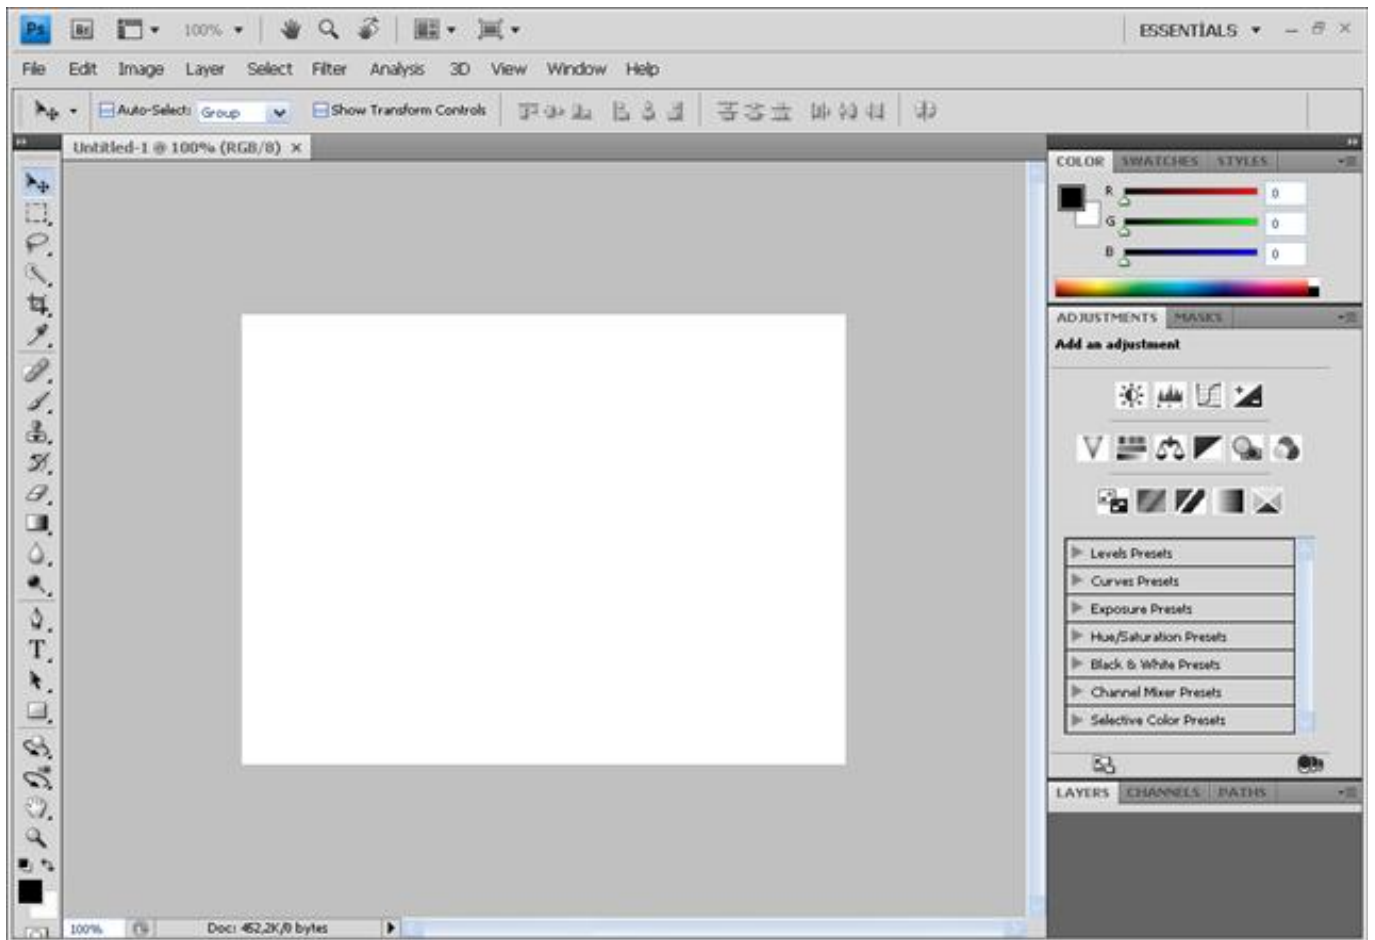 Ps Br 100% ESSENTIALS
File Edit Image Layer Select Filter Analysis 3D View Window Help
Auto-Select: Group Show Transform Controls
Untitled-1 @ 100% (RGB/8) ×
COLOR SWATCHES STYLES
R 0
G 0
B 0
ADJUSTMENTS MASKS
Add an adjustment
Levels Presets
Curves Presets
Exposure Presets
Hue/Saturation Presets
Black & White Presets
Channel Mixer Presets
Selective Color Presets
LAYERS CHANNELS PATHS
T
100% Doc: 452,2K/0 bytes